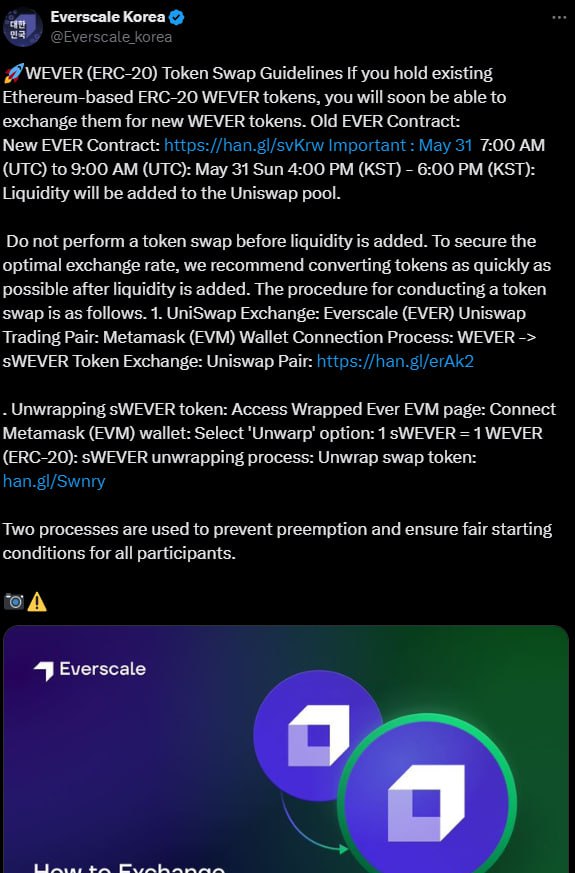 대한
민국
Everscale Korea
@Everscale_korea
🚀WEVER (ERC-20) Token Swap Guidelines If you hold existing
Ethereum-based ERC-20 WEVER tokens, you will soon be able to
exchange them for new WEVER tokens. Old EVER Contract:
New EVER Contract: https://han.gl/svKrw Important : May 31  7:00 AM
(UTC) to 9:00 AM (UTC): May 31 Sun 4:00 PM (KST) - 6:00 PM (KST):
Liquidity will be added to the Uniswap pool.
Do not perform a token swap before liquidity is added. To secure the
optimal exchange rate, we recommend converting tokens as quickly as
possible after liquidity is added. The procedure for conducting a token
swap is as follows. 1. UniSwap Exchange: Everscale (EVER) Uniswap
Trading Pair: Metamask (EVM) Wallet Connection Process: WEVER ->
sWEVER Token Exchange: Uniswap Pair: https://han.gl/erAk2
. Unwrapping sWEVER token: Access Wrapped Ever EVM page: Connect
Metamask (EVM) wallet: Select 'Unwarp' option: 1 sWEVER = 1 WEVER
(ERC-20): sWEVER unwrapping process: Unwrap swap token:
han.gl/Swnry
Two processes are used to prevent preemption and ensure fair starting
conditions for all participants.
📷⚠️
Everscale
How to Exchange